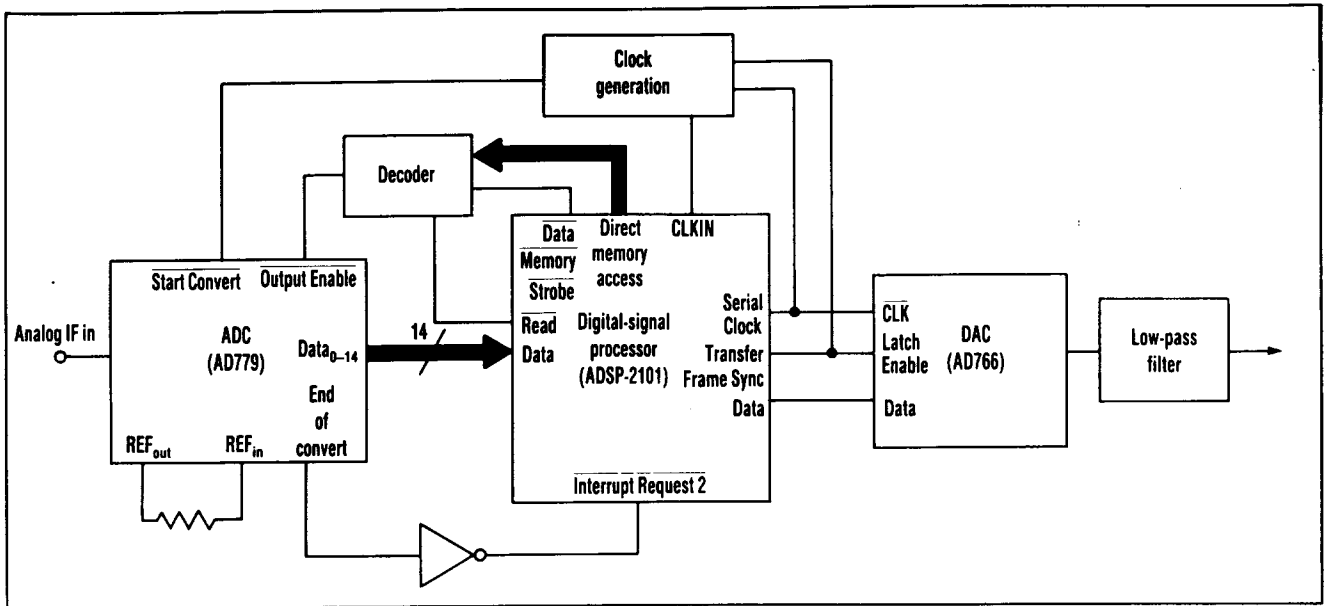 Clock
generation
Decoder
Data
Memory
Strobe
Direct
memory
access
CLKIN
Start Convert
Output Enable
Analog IF in
ADC
(AD779)
Data0–14
End
of
convert
REFout
REFin
14
Read
Data
Digital-signal
processor
(ADSP-2101)
Serial
Clock
Transfer
Frame Sync
Data
Interrupt Request 2
CLK
Latch
Enable
Data
DAC
(AD766)
Low-pass
filter